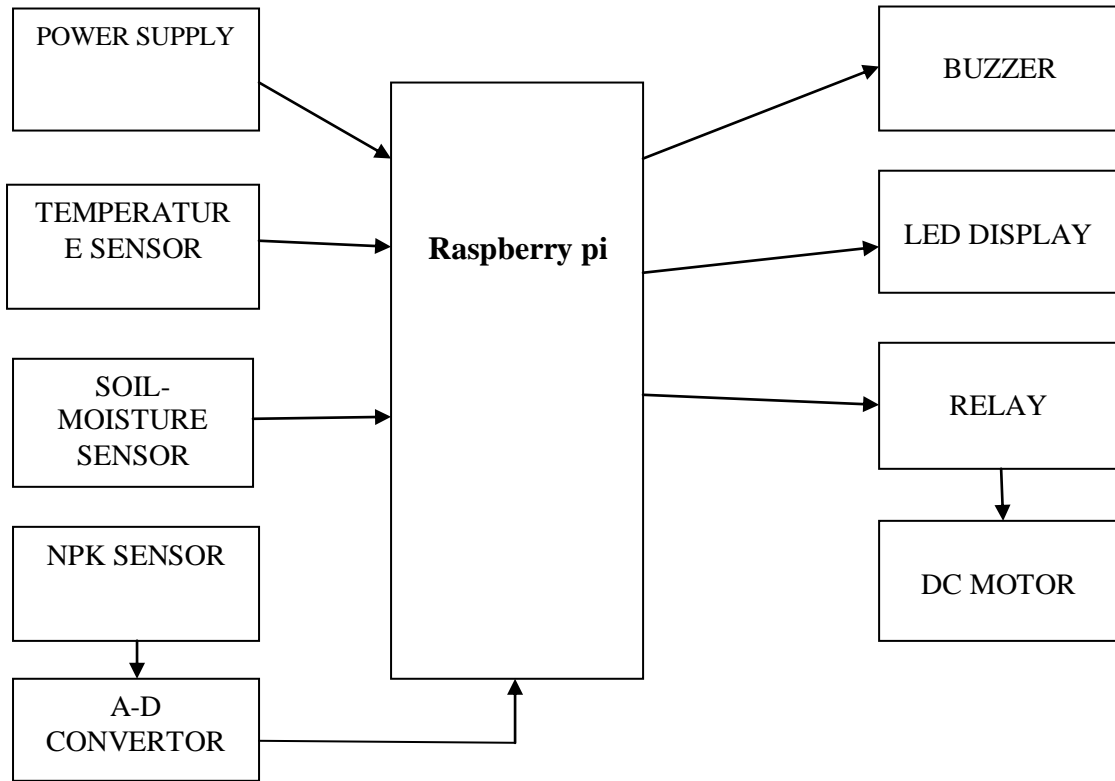 POWER SUPPLY
TEMPERATUR
E SENSOR
SOIL-
MOISTURE
SENSOR
NPK SENSOR
A-D
CONVERTOR
Raspberry pi
BUZZER
LED DISPLAY
RELAY
DC MOTOR